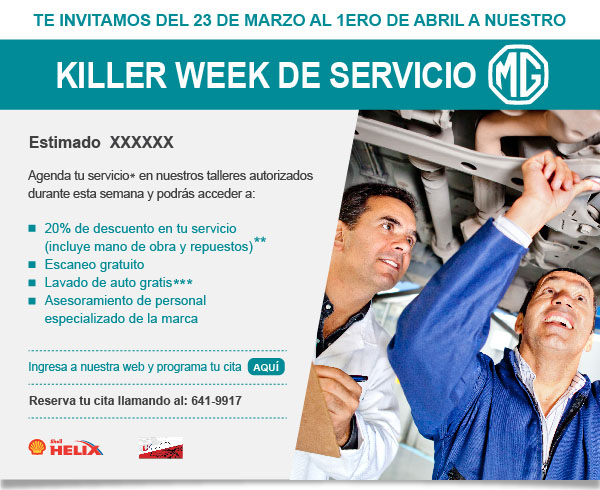 TE INVITAMOS DEL 23 DE MARZO AL 1ERO DE ABRIL A NUESTRO
KILLER WEEK DE SERVICIO MG
Estimado XXXXXX
Agenda tu servicio* en nuestros talleres autorizados
durante esta semana y podrás acceder a:
20% de descuento en tu servicio
(incluye mano de obra y repuestos)**
Escaneo gratuito
Lavado de auto gratis***
Asesoramiento de personal
especializado de la marca
Ingresa a nuestra web y programa tu cita AQUÍ
Reserva tu cita llamando al: 641-9917
Shell
HELIX